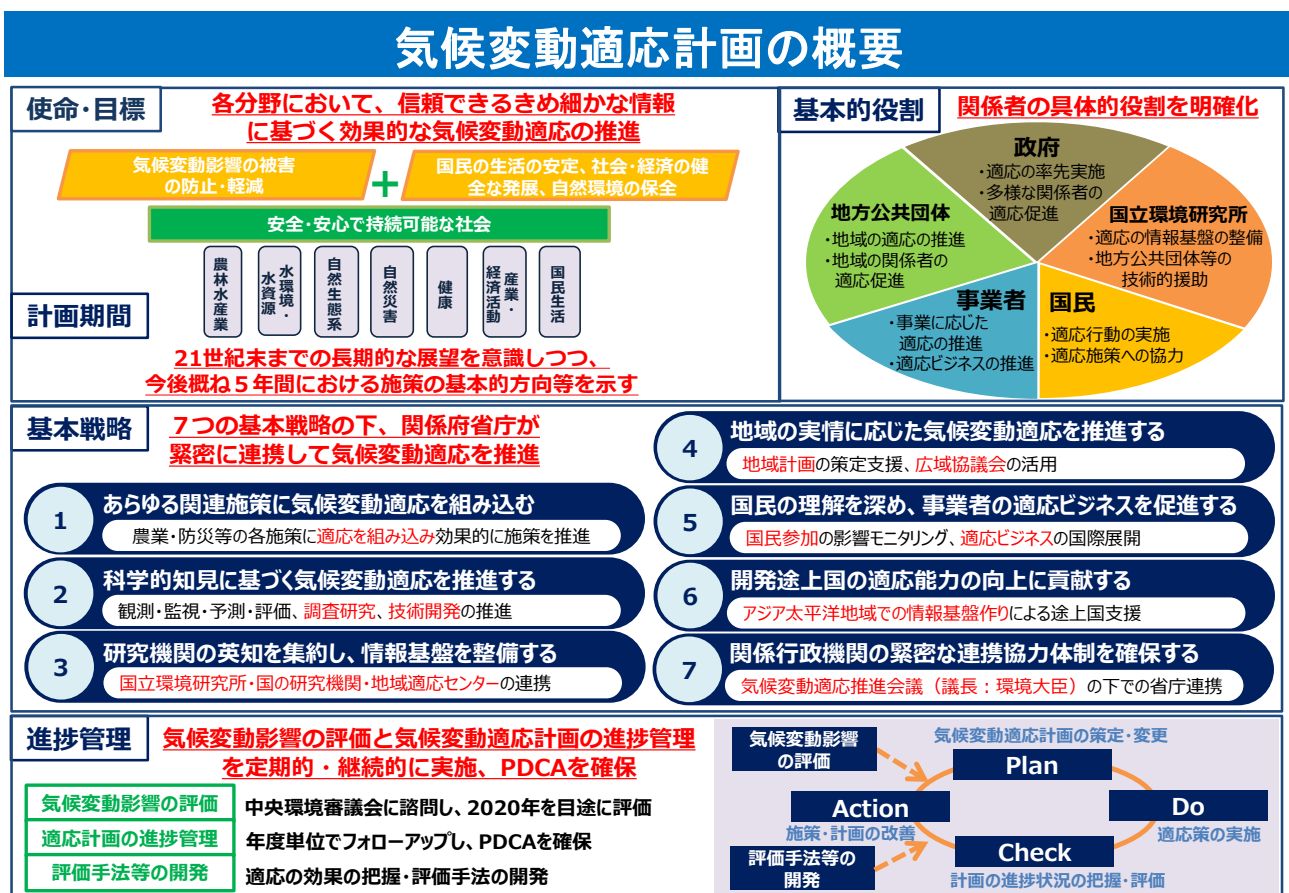 気候変動適応計画の概要
使命・目標
各分野において、信頼できるきめ細かな情報
に基づく効果的な気候変動適応の推進
気候変動影響の被害
の防止・軽減
+
国民の生活の安定、社会・経済の健
全な発展、自然環境の保全
安全・安心で持続可能な社会
農林水産業
水環境・
水資源
自然生態系
自然災害
健康
産業・
経済活動
国民生活
計画期間
21世紀末までの長期的な展望を意識しつつ、
今後概ね５年間における施策の基本的方向等を示す
基本的役割
関係者の具体的役割を明確化
政府
・適応の率先実施
・多様な関係者の
適応促進
地方公共団体
・地域の適応の推進
・地域の関係者の
適応促進
国立環境研究所
・適応の情報基盤の整備
・地方公共団体等の
技術的援助
事業者
・事業に応じた
適応の推進
・適応ビジネスの推進
国民
・適応行動の実施
・適応施策への協力
基本戦略
７つの基本戦略の下、関係府省庁が
緊密に連携して気候変動適応を推進
1
あらゆる関連施策に気候変動適応を組み込む
農業・防災等の各施策に適応を組み込み効果的に施策を推進
2
科学的知見に基づく気候変動適応を推進する
観測・監視・予測・評価、調査研究、技術開発の推進
3
研究機関の英知を集約し、情報基盤を整備する
国立環境研究所・国の研究機関・地域適応センターの連携
4
地域の実情に応じた気候変動適応を推進する
地域計画の策定支援、広域協議会の活用
5
国民の理解を深め、事業者の適応ビジネスを促進する
国民参加の影響モニタリング、適応ビジネスの国際展開
6
開発途上国の適応能力の向上に貢献する
アジア太平洋地域での情報基盤作りによる途上国支援
7
関係行政機関の緊密な連携協力体制を確保する
気候変動適応推進会議（議長：環境大臣）の下での省庁連携
進捗管理
気候変動影響の評価と気候変動適応計画の進捗管理
を定期的・継続的に実施、PDCAを確保
気候変動影響の評価
中央環境審議会に諮問し、2020年を目途に評価
適応計画の進捗管理
年度単位でフォローアップし、PDCAを確保
評価手法等の開発
適応の効果の把握・評価手法の開発
気候変動影響
の評価
気候変動適応計画の策定・変更
Plan
Action
施策・計画の改善
Do
適応策の実施
評価手法等の
開発
Check
計画の進捗状況の把握・評価